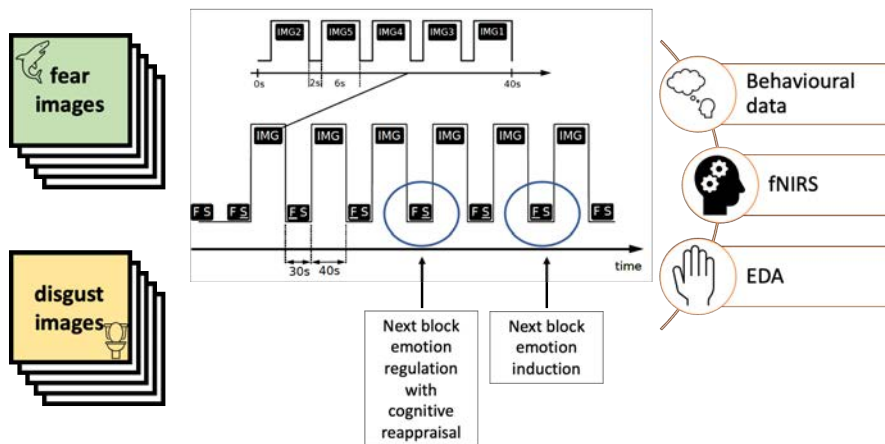 fear
images
disgust
images
IMG2 IMG5 IMG4 IMG3 IMG1
0s 2s 6s 40s
IMG IMG IMG IMG IMG IMG
F S F S F S F S F S F S F S F S
30s 40s time
Next block
emotion
regulation
with
cognitive
reappraisal
Next block
emotion
induction
Behavioural
data
fNIRS
EDA